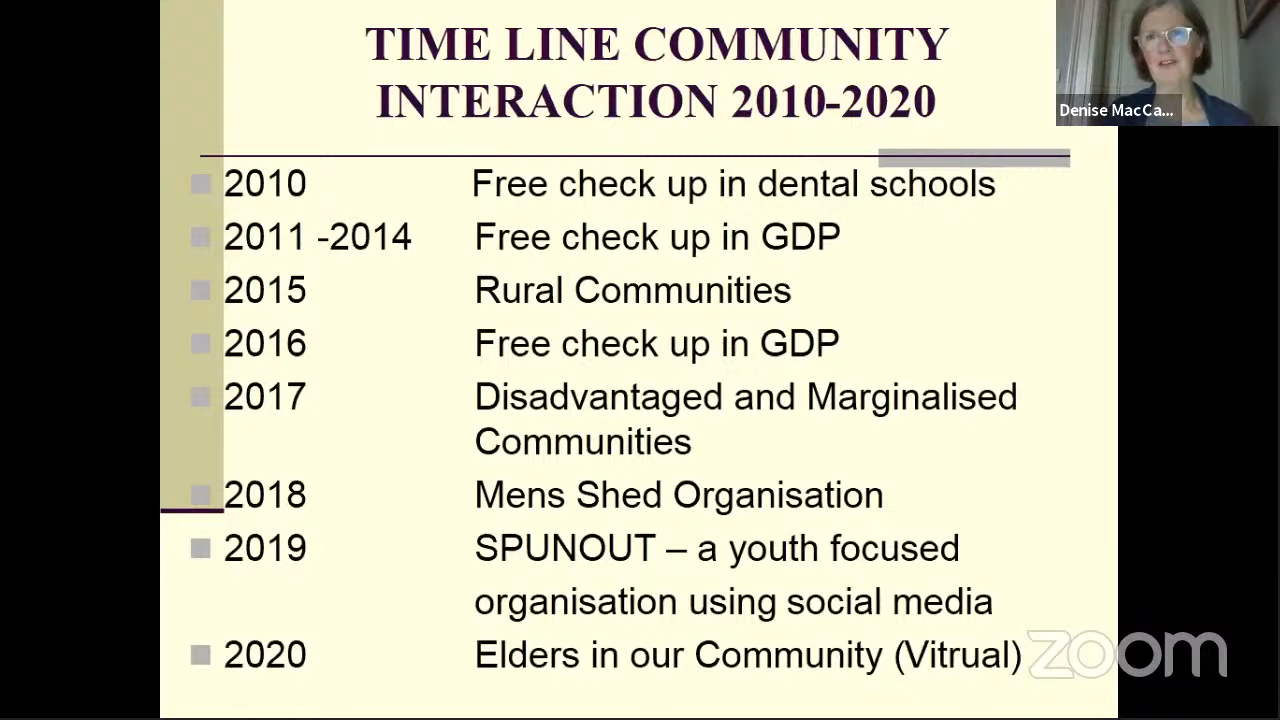 TIME LINE COMMUNITY
INTERACTION 2010-2020
Denise MacCa...
2010 Free check up in dental schools
2011 -2014 Free check up in GDP
2015 Rural Communities
2016 Free check up in GDP
2017 Disadvantaged and Marginalised
Communities
2018 Mens Shed Organisation
2019 SPUNOUT – a youth focused
organisation using social media
2020 Elders in our Community (Vitrual)
zoom